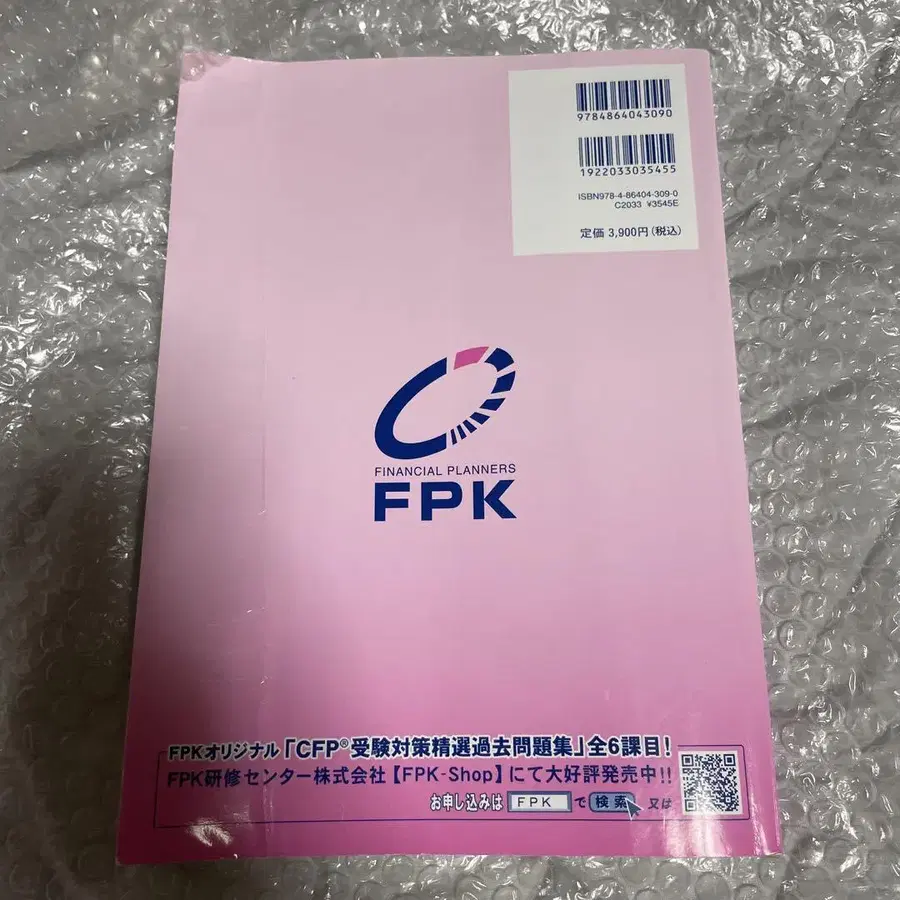 9784864043090
1922033035455
ISBN978-4-86404-309-0
C2033 ¥3545E
定価 3,900円(税込)
FINANCIAL PLANNERS
FPK
FPKオリジナル「CFP®受験対策精選過去問題集」全6課目!
FPK研修センター株式会社【FPK-Shop】にて大好評発売中!!
お申し込みは FPK で 検索 又は